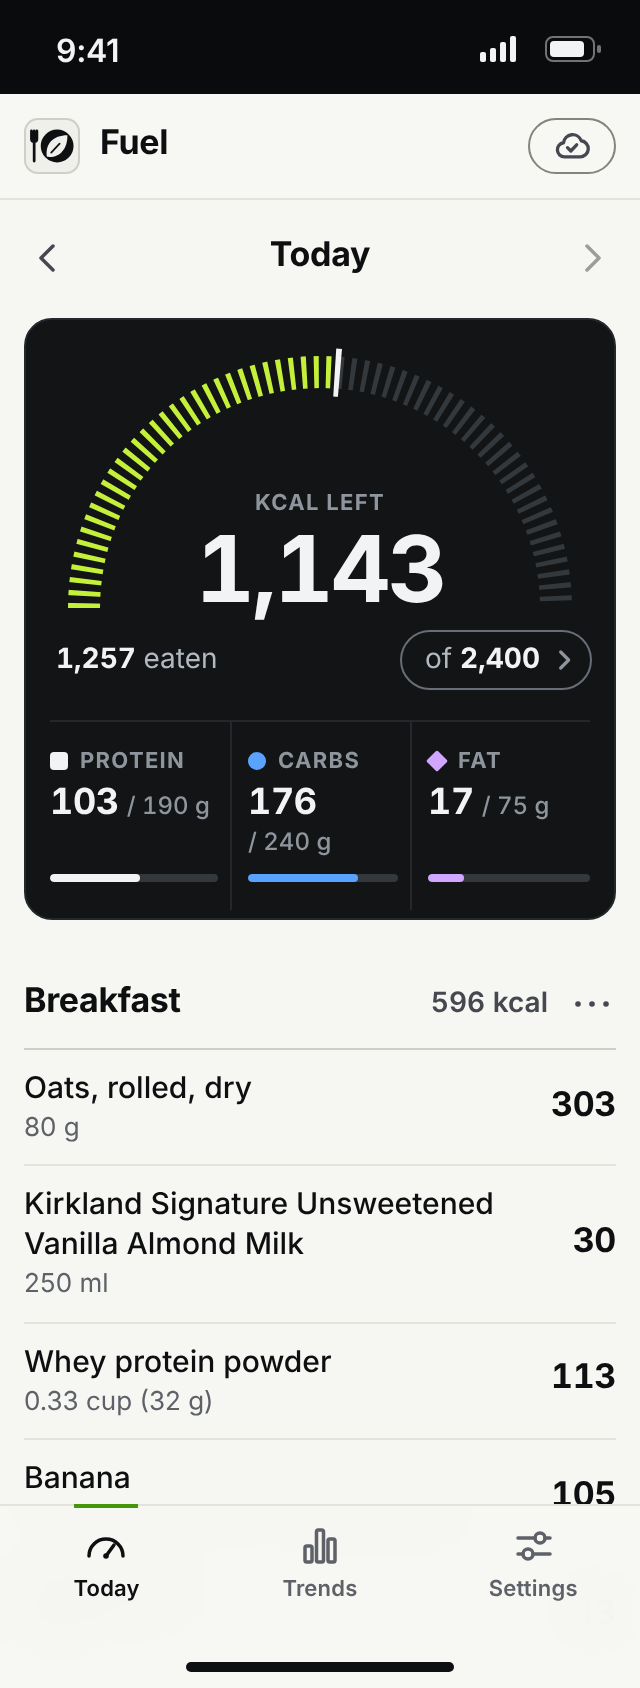 9:41
Fuel
Today
KCAL LEFT
1,143
1,257 eaten
of 2,400
PROTEIN
103 / 190 g
CARBS
176
/ 240 g
FAT
17 / 75 g
Breakfast
596 kcal
Oats, rolled, dry
80 g
303
Kirkland Signature Unsweetened
Vanilla Almond Milk
250 ml
30
Whey protein powder
0.33 cup (32 g)
113
Banana
105
Today
Trends
Settings